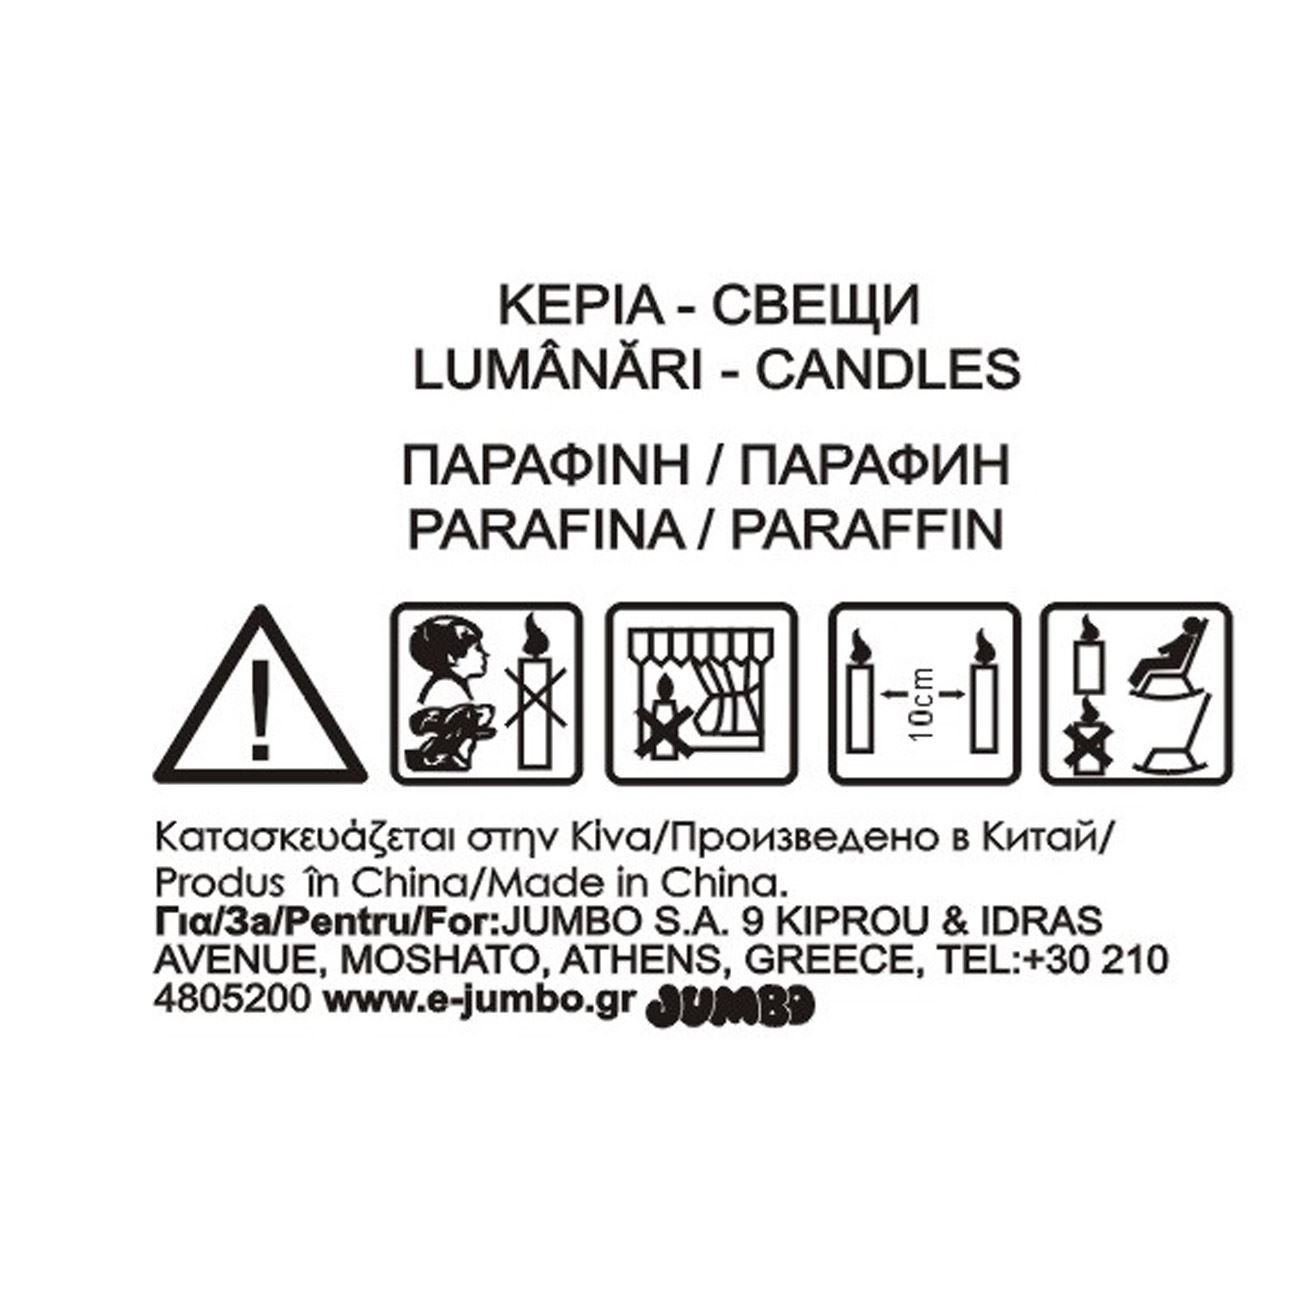 ΚΕΡΙΑ - СВЕЩИ
LUMÂNĂRI - CANDLES
ΠΑΡΑΦΙΝΗ / ПАРАФИН
PARAFINA / PARAFFIN
10cm
Κατασκευάζεται στην Kίνα/Произведено в Китай/
Produs în China/Made in China.
Για/За/Pentru/For:JUMBO S.A. 9 KIPROU & IDRAS
AVENUE, MOSHATO, ATHENS, GREECE, TEL:+30 210
4805200 www.e-jumbo.gr JUMBO